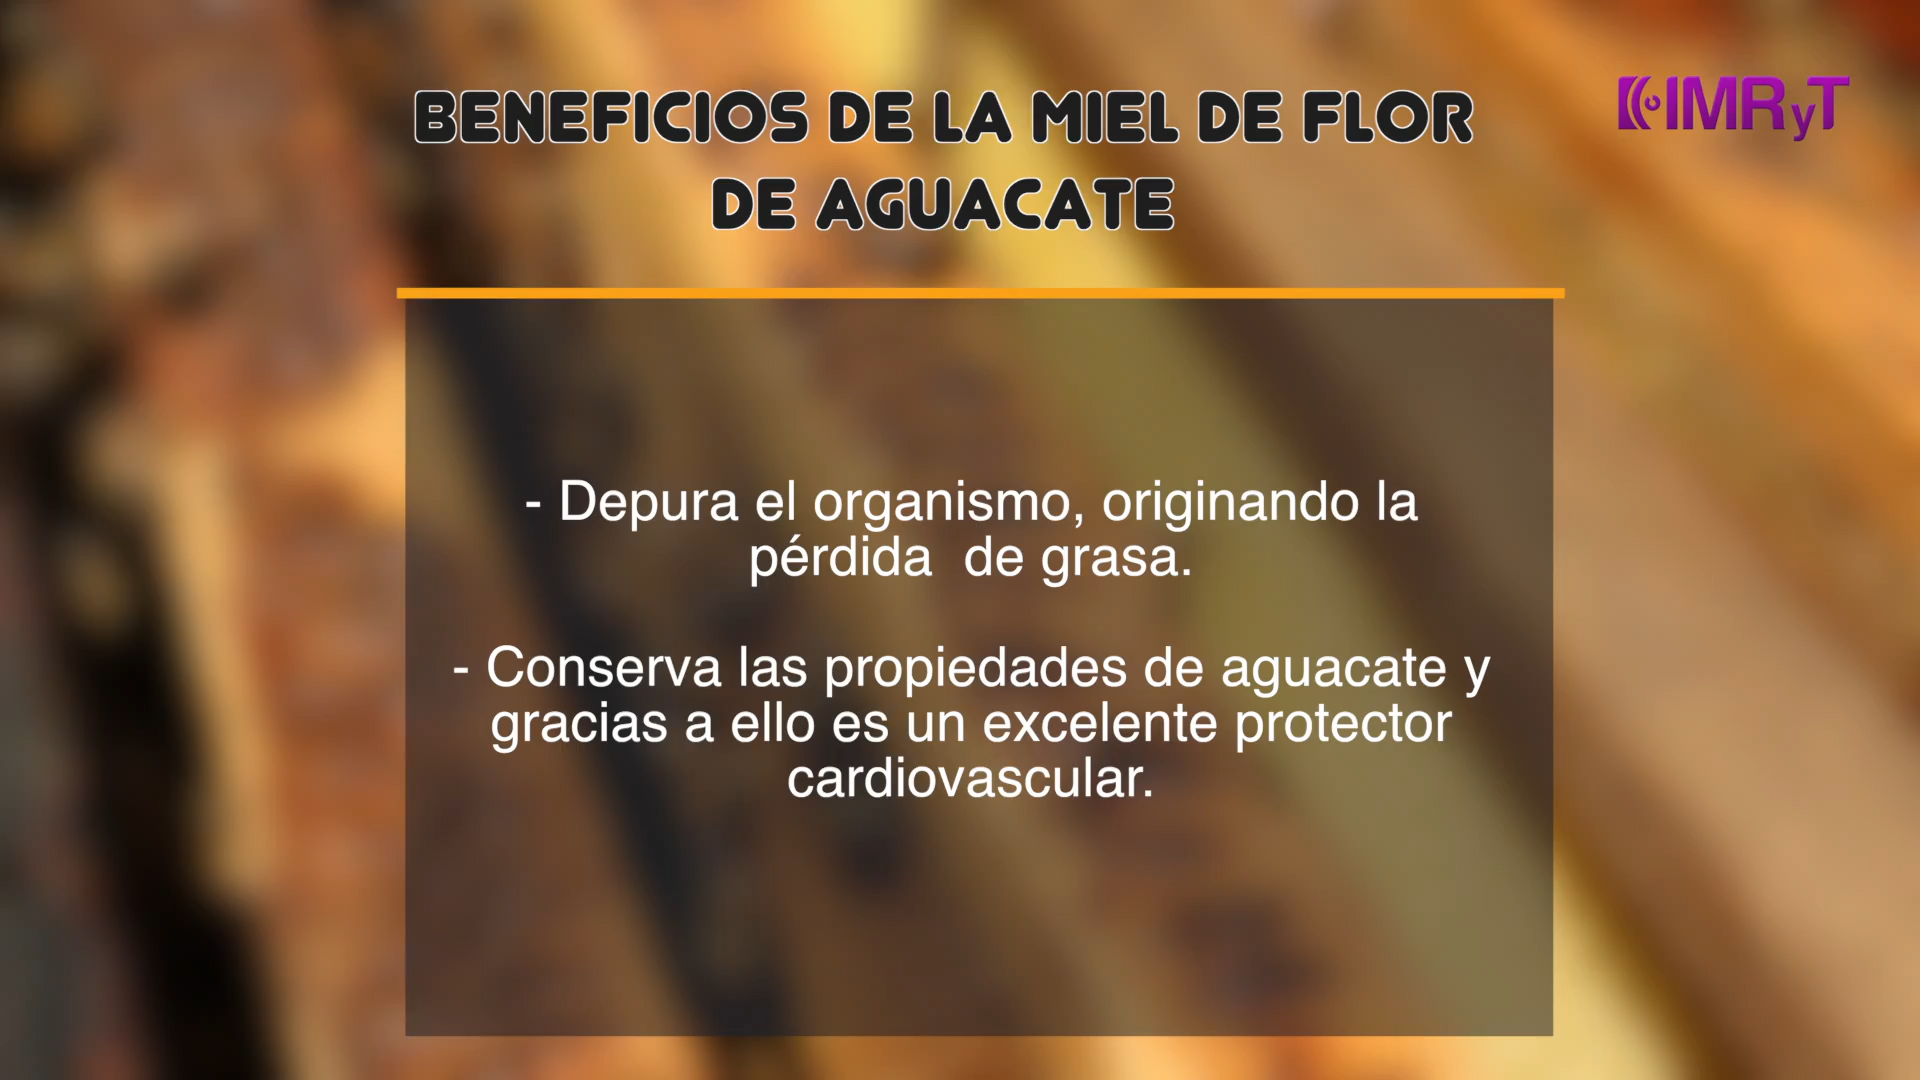 BENEFICIOS DE LA MIEL DE FLOR
DE AGUACATE
IMRyT
- Depura el organismo, originando la
pérdida  de grasa.
- Conserva las propiedades de aguacate y
gracias a ello es un excelente protector
cardiovascular.